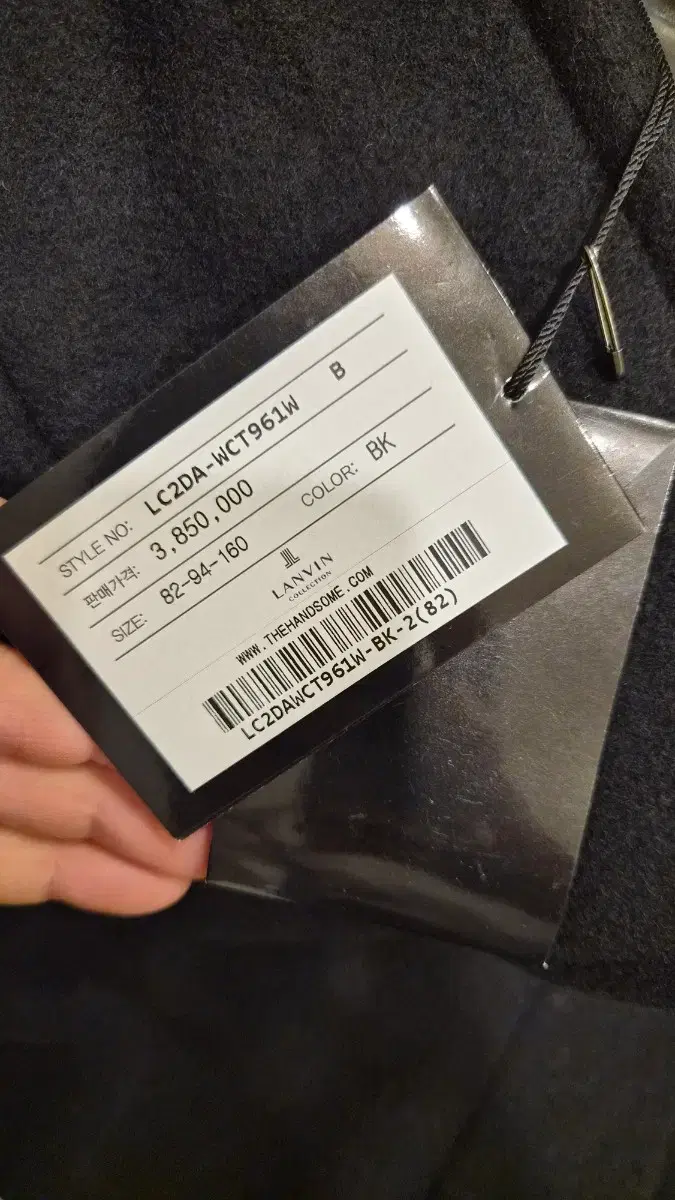 STYLE NO: LC2DA-WCT961W B
판매가격: 3,850,000
SIZE: 82-94-160 COLOR: BK
LANVIN
COLLECTION
WWW.THEHANDSOME.COM
LC2DAWCT961W-BK-2(82)